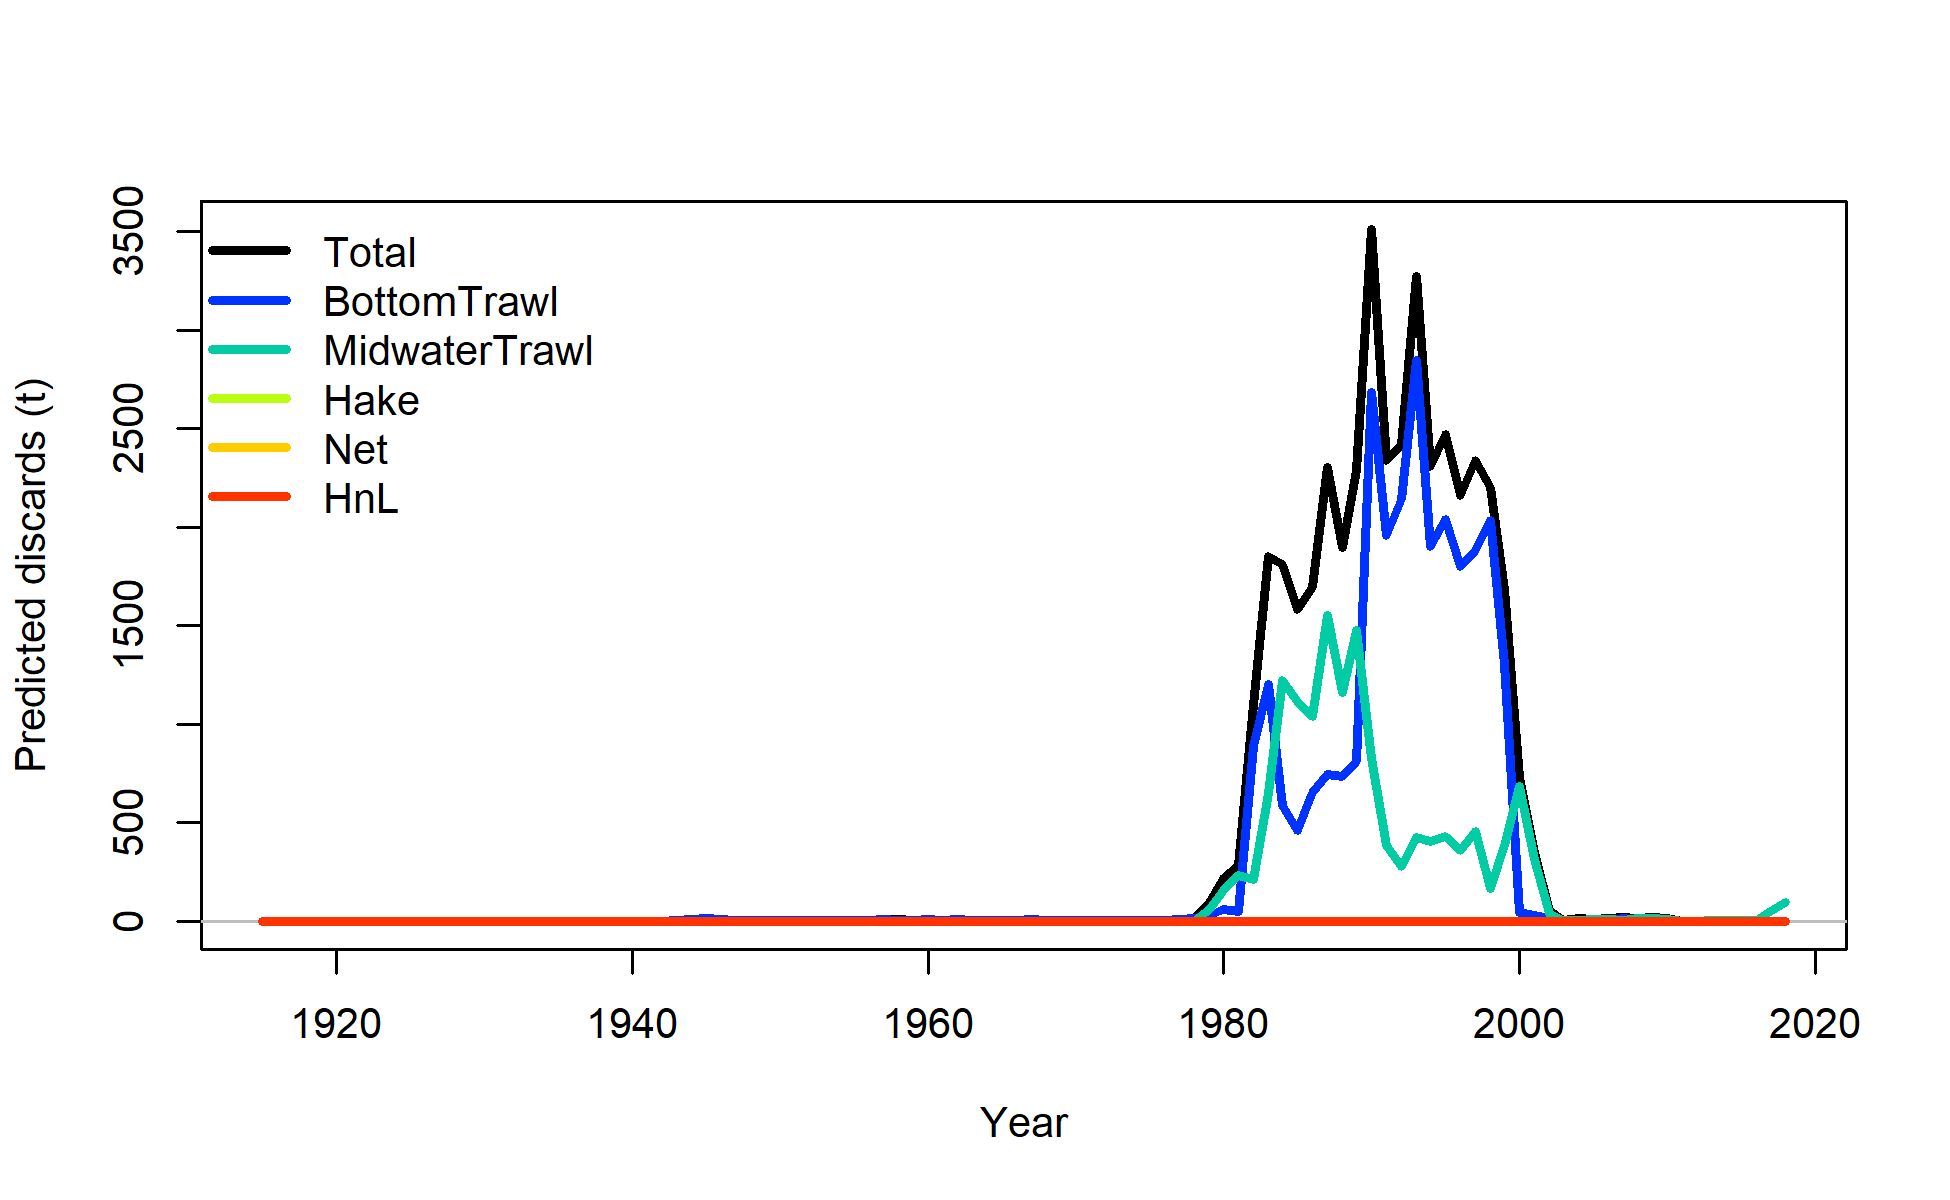 3500
2500
1500
500
0
Predicted discards (t)
Total
BottomTrawl
MidwaterTrawl
Hake
Net
HnL
1920 1940 1960 1980 2000 2020
Year